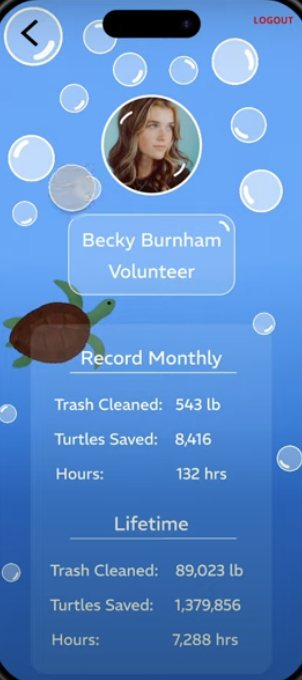 LOGOUT
Becky Burnham
Volunteer
Record Monthly
Trash Cleaned: 543 lb
Turtles Saved: 8,416
Hours: 132 hrs
Lifetime
Trash Cleaned: 89,023 lb
Turtles Saved: 1,379,856
Hours: 7,288 hrs